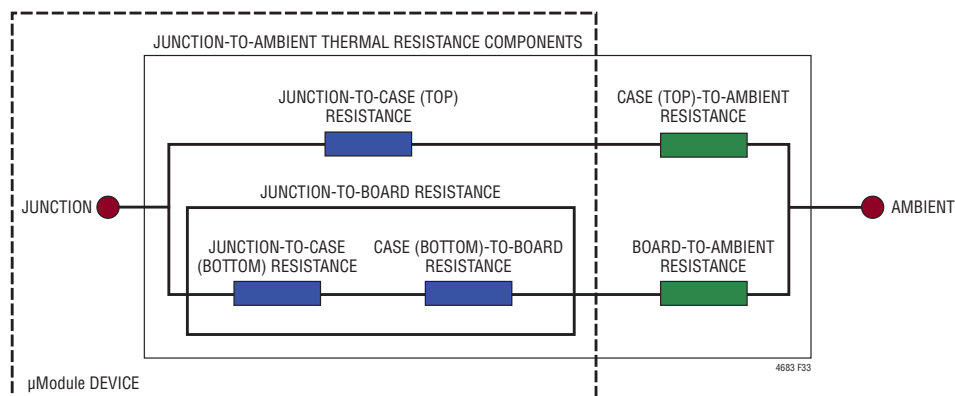 JUNCTION-TO-AMBIENT THERMAL RESISTANCE COMPONENTS
JUNCTION-TO-CASE (TOP)
RESISTANCE
CASE (TOP)-TO-AMBIENT
RESISTANCE
JUNCTION-TO-BOARD RESISTANCE
JUNCTION
AMBIENT
JUNCTION-TO-CASE
(BOTTOM) RESISTANCE
CASE (BOTTOM)-TO-BOARD
RESISTANCE
BOARD-TO-AMBIENT
RESISTANCE
4683 F33
µModule DEVICE